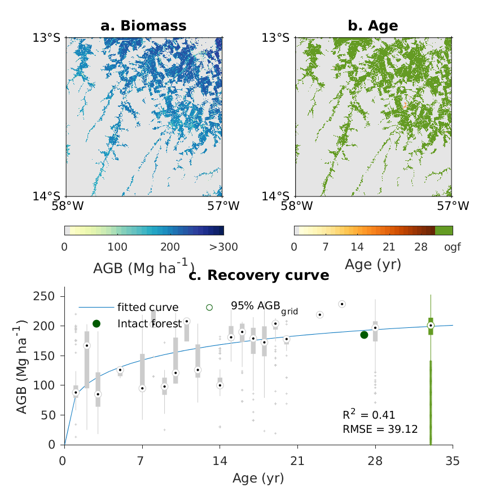 a. Biomass
b. Age
13°S
14°S
58°W 57°W
13°S
14°S
58°W 57°W
0 100 200 >300
AGB (Mg ha-1)
0 7 14 21 28 ogf
Age (yr)
c. Recovery curve
fitted curve
95% AGBgrid
Intact forest
250
200
150
100
50
0
AGB (Mg ha-1)
R2 = 0.41
RMSE = 39.12
0 7 14 21 28 35
Age (yr)